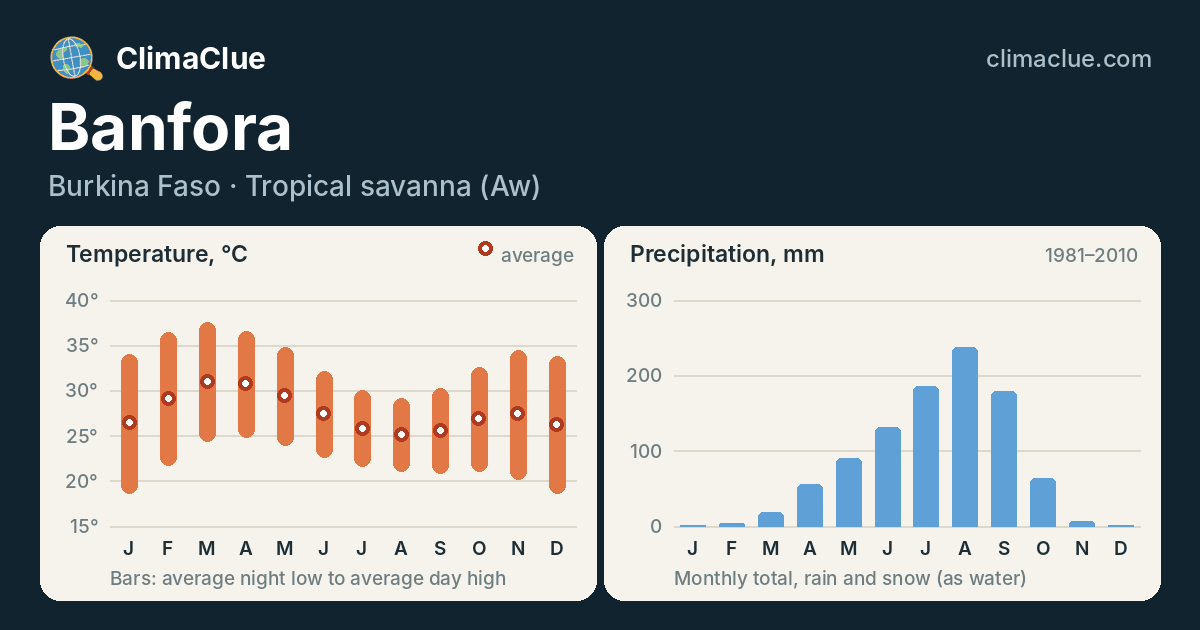 ClimaClue
climaclue.com
Banfora
Burkina Faso · Tropical savanna (Aw)
Temperature, °C
average
40°
35°
30°
25°
20°
15°
J F M A M J J A S O N D
Bars: average night low to average day high
Precipitation, mm
1981–2010
300
200
100
0
J F M A M J J A S O N D
Monthly total, rain and snow (as water)